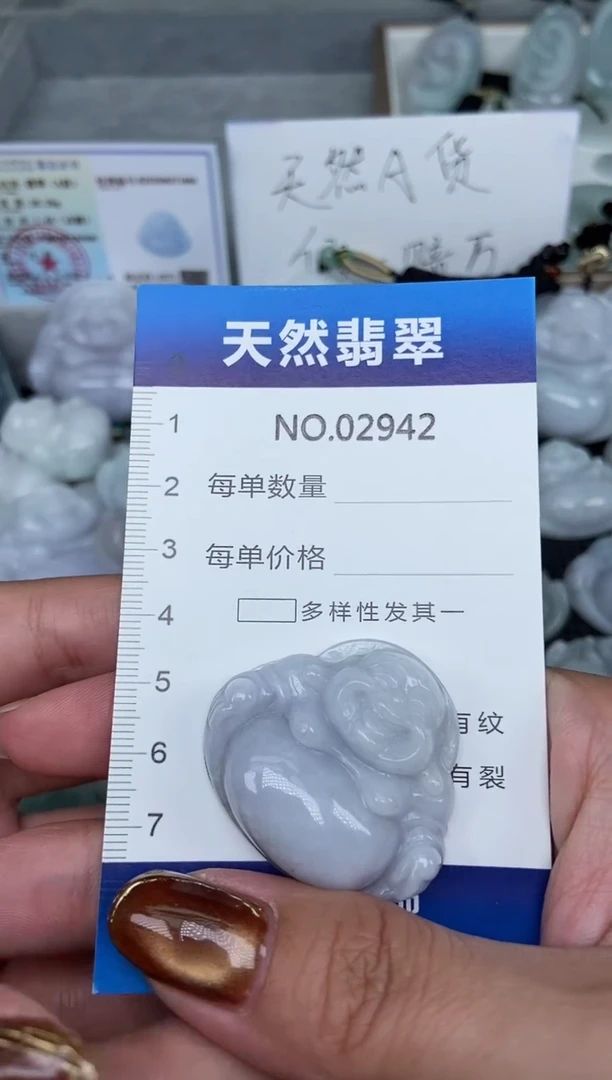 天然A货
天然翡翠
NO.02942
1
2
每单数量
3
每单价格
4
多样性发其一
5
有纹
6
有裂
7